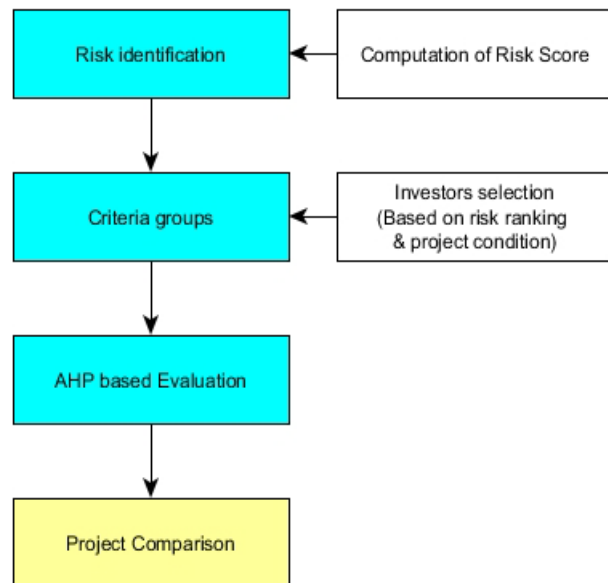 Risk identification
Computation of Risk Score
Criteria groups
Investors selection
(Based on risk ranking
& project condition)
AHP based Evaluation
Project Comparison